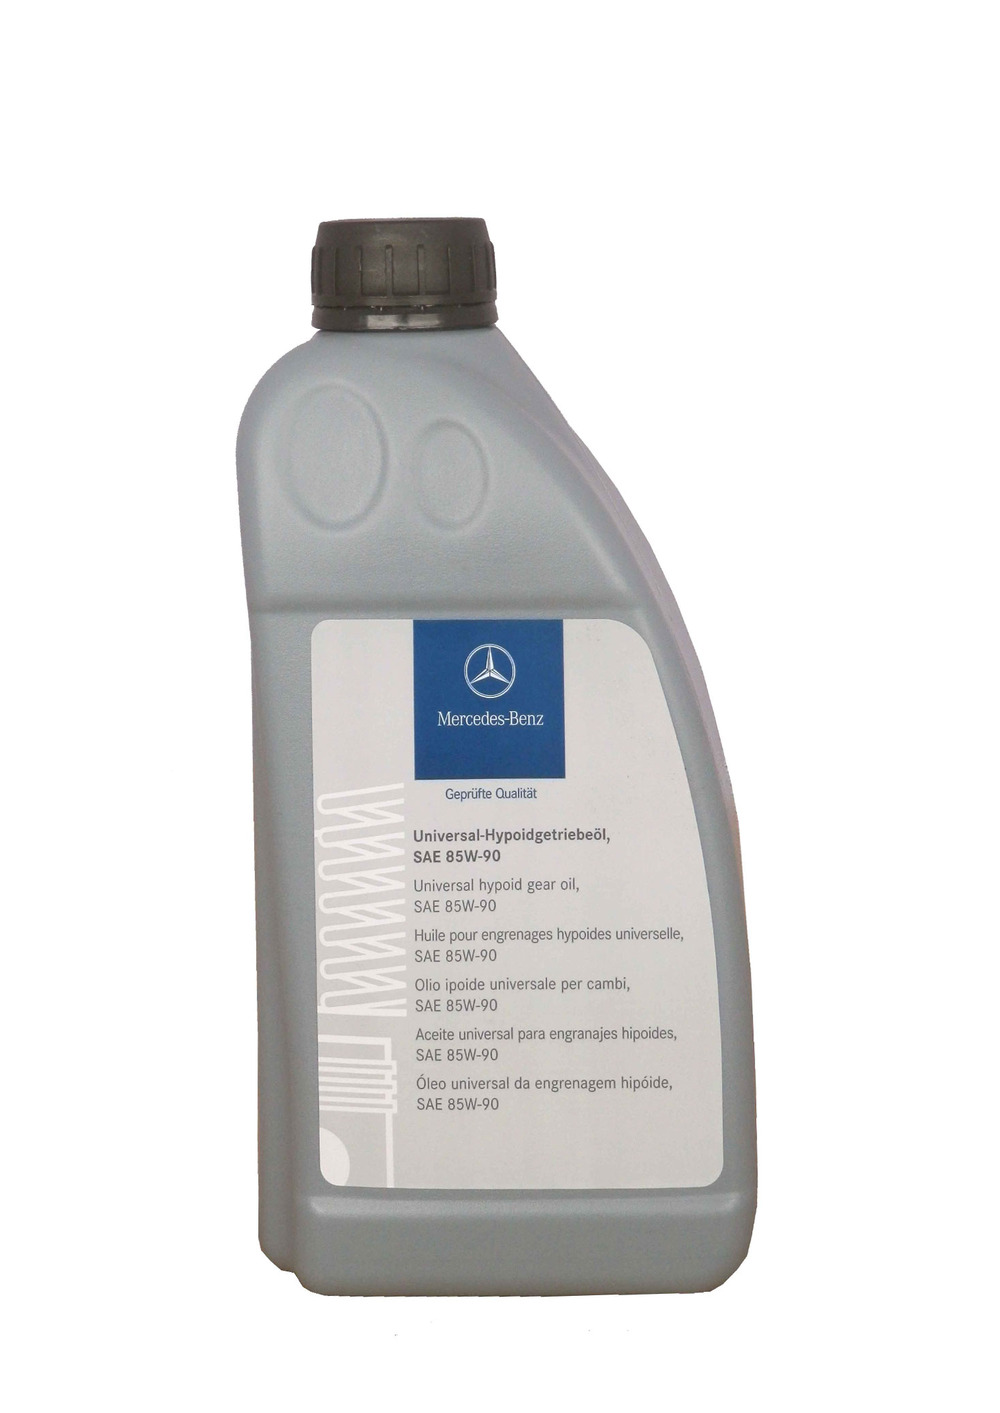 Mercedes-Benz
Geprüfte Qualität
Universal-Hypoidgetriebeöl,
SAE 85W-90
Universal hypoid gear oil,
SAE 85W-90
Huile pour engrenages hypoides universelle,
SAE 85W-90
Olio ipoide universale per cambi,
SAE 85W-90
Aceite universal para engranajes hipoides,
SAE 85W-90
Óleo universal da engrenagem hipóide,
SAE 85W-90